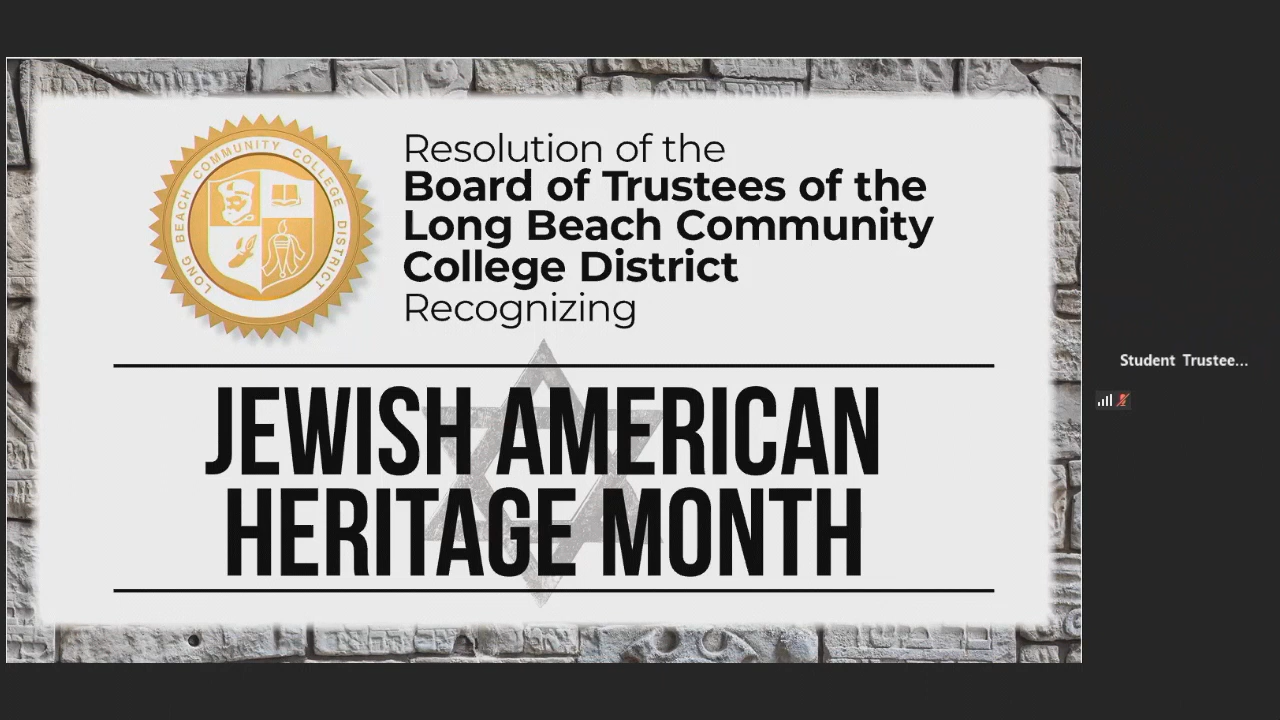 LONG BEACH COMMUNITY COLLEGE DISTRICT
Resolution of the
Board of Trustees of the
Long Beach Community
College District
Recognizing
JEWISH AMERICAN
HERITAGE MONTH
Student Trustee...